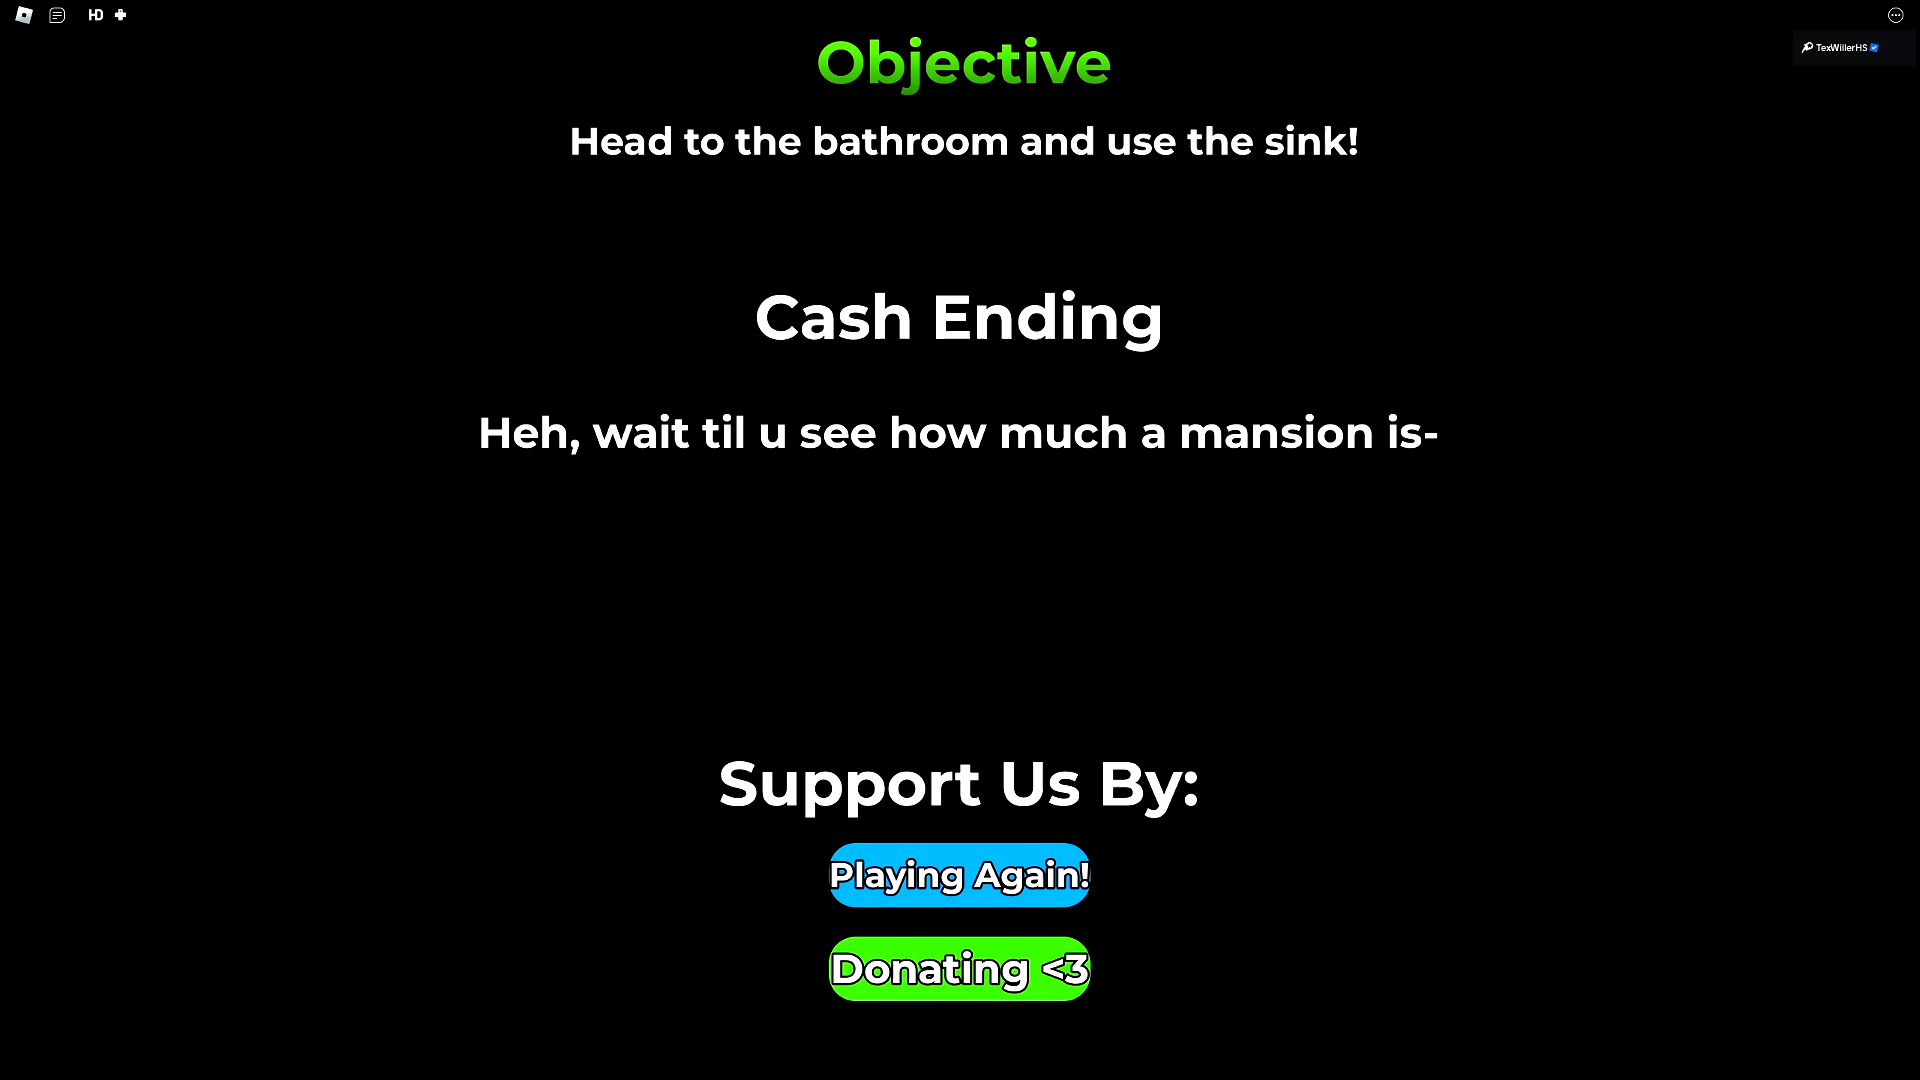 HD
TexWillerHS
Objective
Head to the bathroom and use the sink!
Cash Ending
Heh, wait til u see how much a mansion is-
Support Us By:
Playing Again!
Donating <3